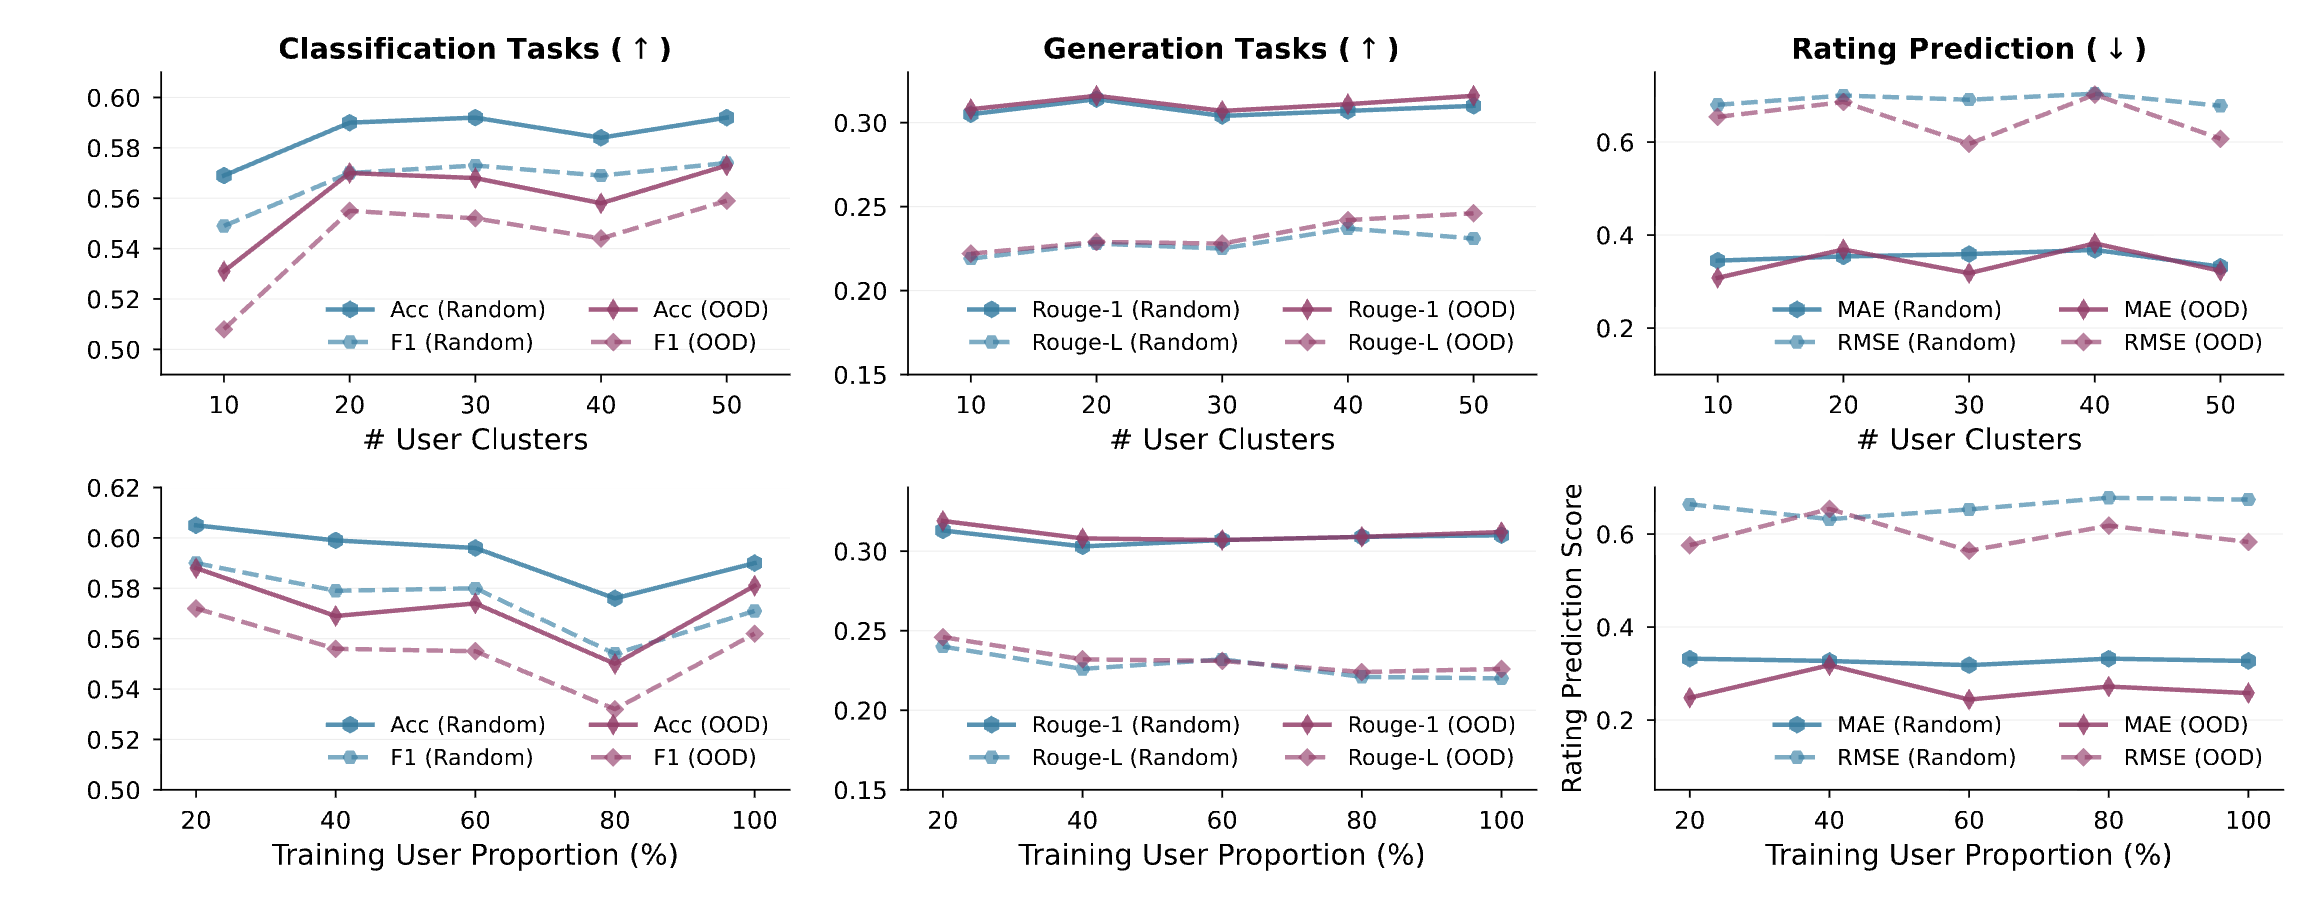 Classification Tasks ( ↑ )
0.60
0.58
0.56
0.54
0.52
0.50
Acc (Random)
F1 (Random)
Acc (OOD)
F1 (OOD)
10 20 30 40 50
# User Clusters
Generation Tasks ( ↑ )
0.30
0.25
0.20
0.15
Rouge-1 (Random)
Rouge-L (Random)
Rouge-1 (OOD)
Rouge-L (OOD)
10 20 30 40 50
# User Clusters
Rating Prediction ( ↓ )
0.6
0.4
0.2
MAE (Random)
RMSE (Random)
MAE (OOD)
RMSE (OOD)
10 20 30 40 50
# User Clusters
0.62
0.60
0.58
0.56
0.54
0.52
0.50
Acc (Random)
F1 (Random)
Acc (OOD)
F1 (OOD)
20 40 60 80 100
Training User Proportion (%)
0.30
0.25
0.20
0.15
Rouge-1 (Random)
Rouge-L (Random)
Rouge-1 (OOD)
Rouge-L (OOD)
20 40 60 80 100
Training User Proportion (%)
Rating Prediction Score
0.6
0.4
0.2
MAE (Random)
RMSE (Random)
MAE (OOD)
RMSE (OOD)
20 40 60 80 100
Training User Proportion (%)